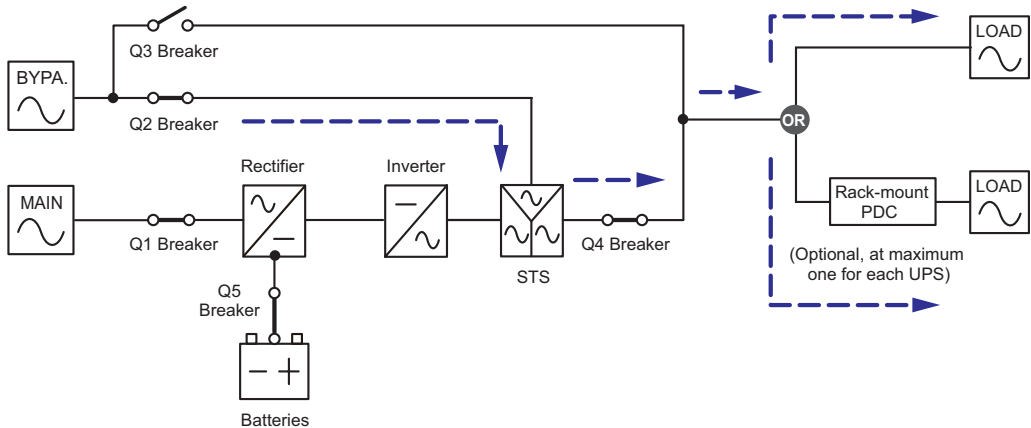 Q3 Breaker
LOAD
BYPA.
Q2 Breaker
OR
Rectifier
Inverter
MAIN
Rack-mount
PDC
LOAD
Q1 Breaker
Q4 Breaker
STS
(Optional, at maximum
one for each UPS)
Q5
Breaker
Batteries